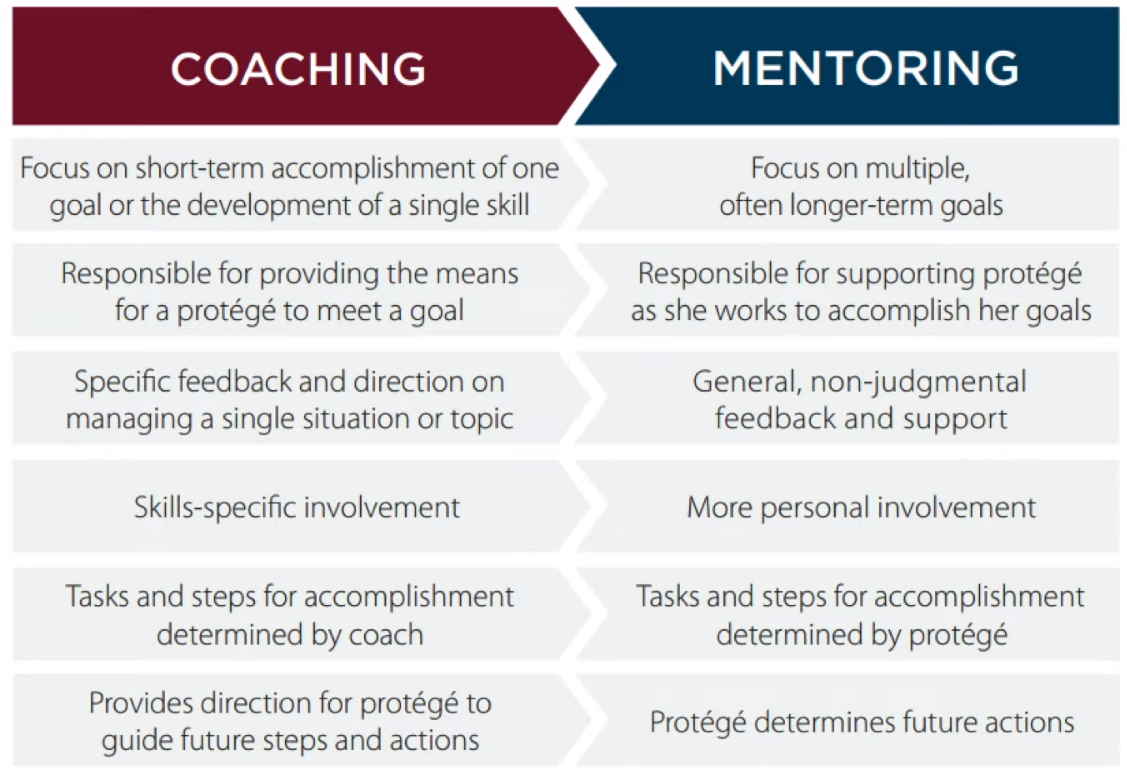 COACHING
MENTORING
Focus on short-term accomplishment of one
goal or the development of a single skill
Focus on multiple,
often longer-term goals
Responsible for providing the means
for a protégé to meet a goal
Responsible for supporting protégé
as she works to accomplish her goals
Specific feedback and direction on
managing a single situation or topic
General, non-judgmental
feedback and support
Skills-specific involvement
More personal involvement
Tasks and steps for accomplishment
determined by coach
Tasks and steps for accomplishment
determined by protégé
Provides direction for protégé to
guide future steps and actions
Protégé determines future actions